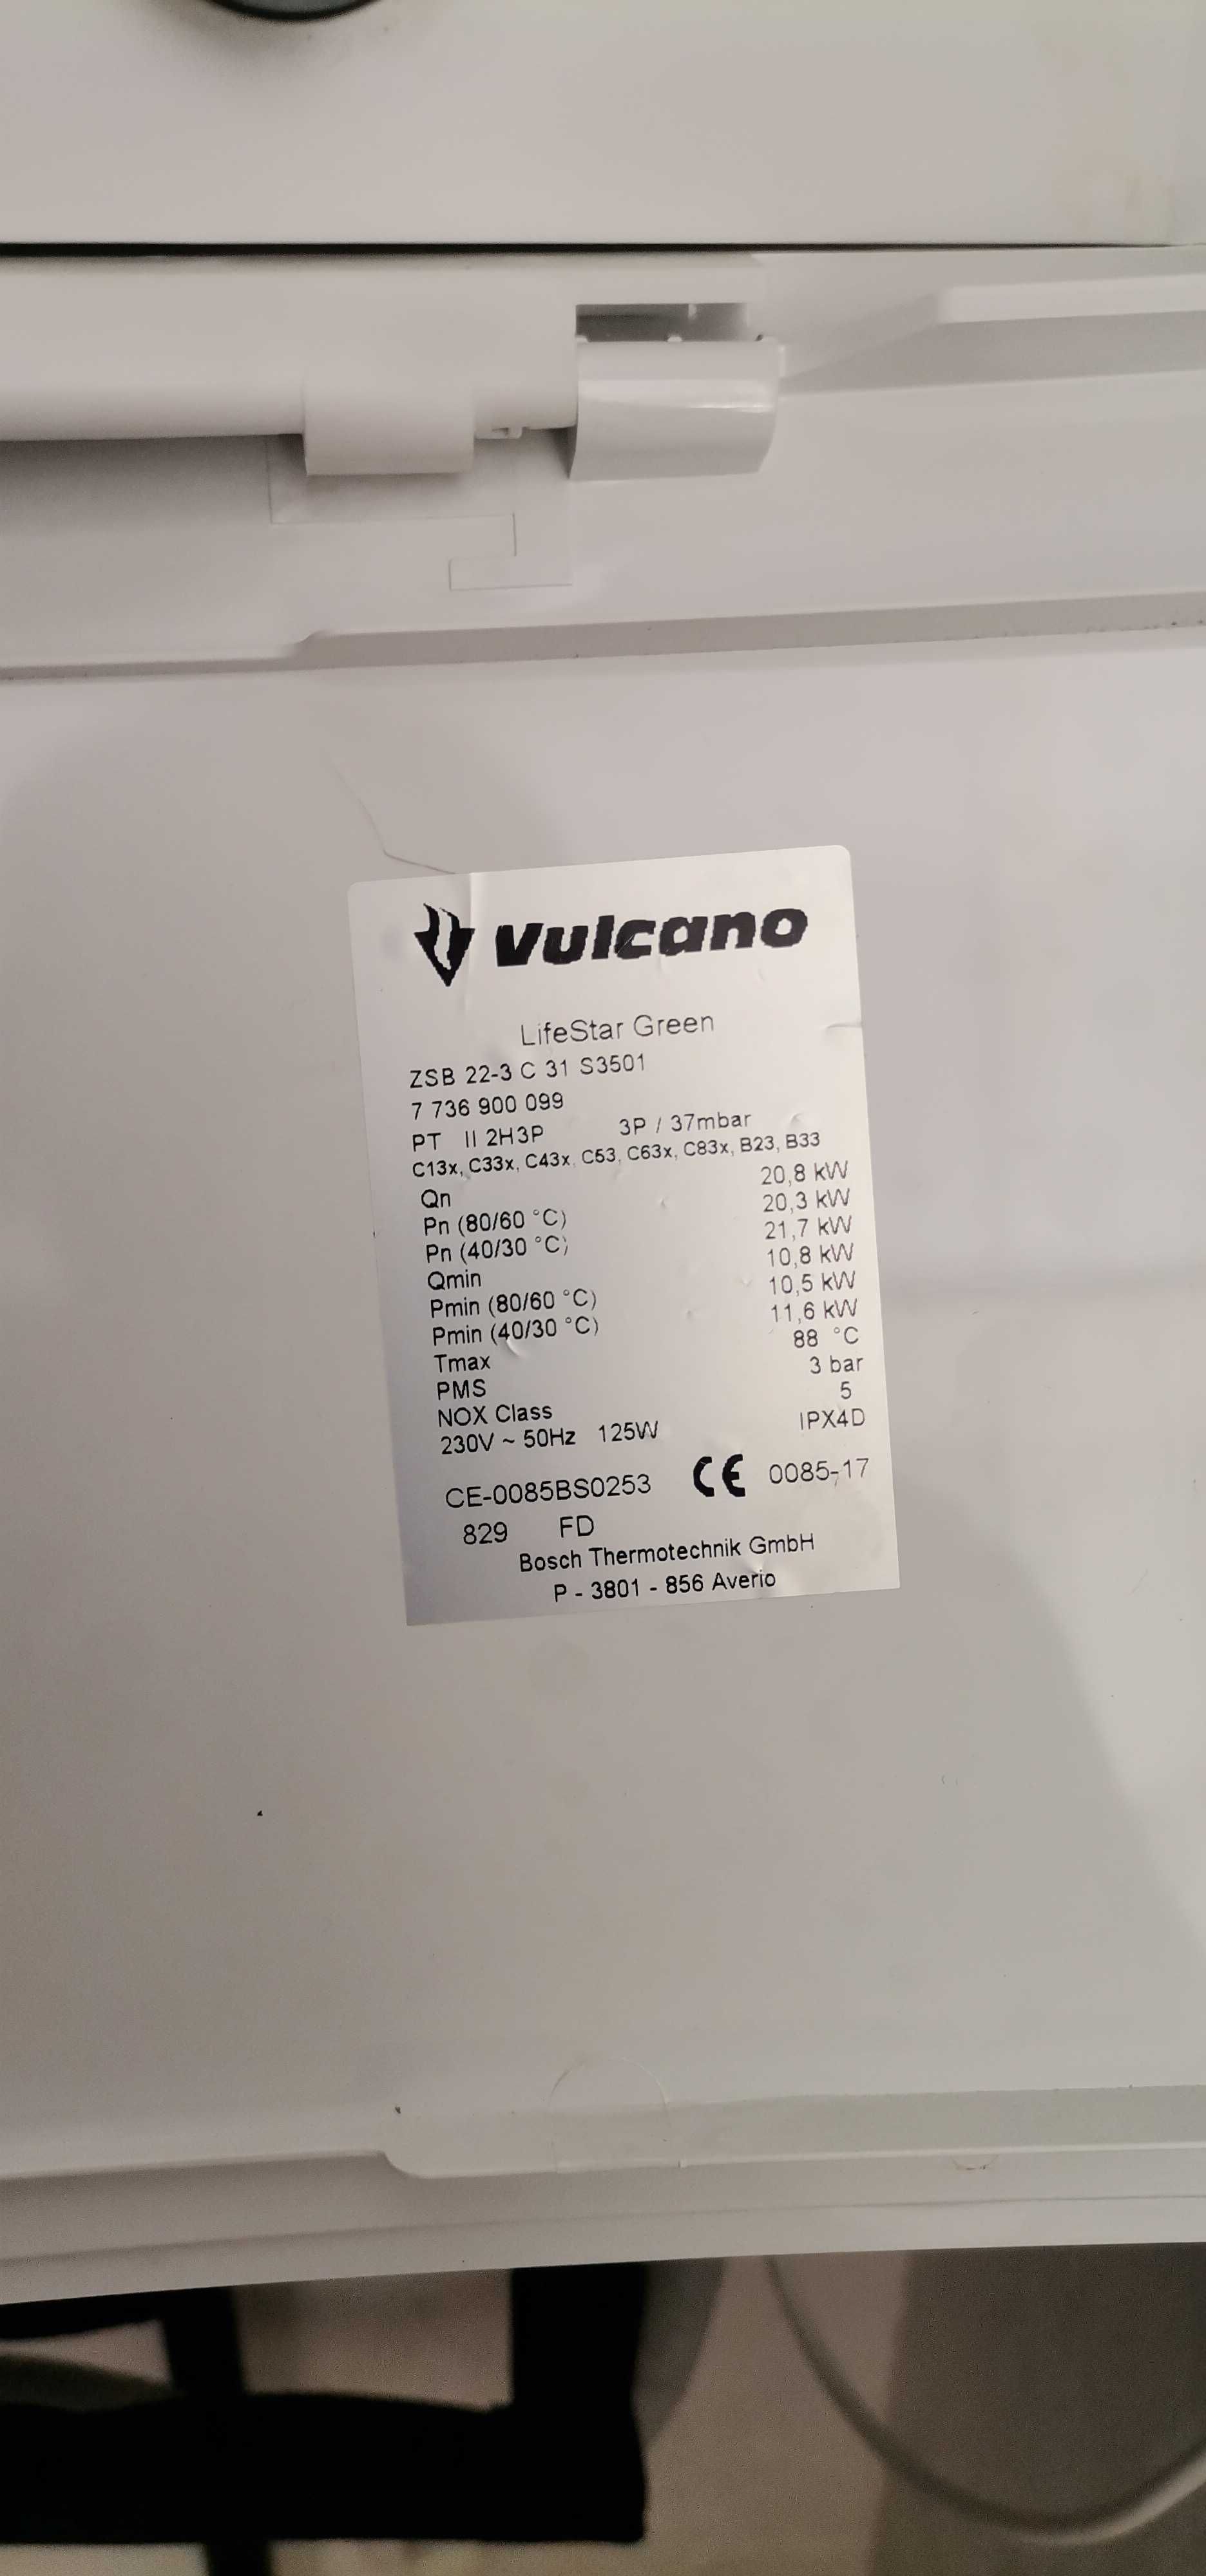 Vulcano
LifeStar Green
ZSB 22-3 C 31 S3501
7 736 900 099
PT II 2H3P 3P / 37mbar
C13x, C33x, C43x, C53, C63x, C83x, B23, B33
Qn 20,8 kW
Pn (80/60 °C) 20,3 kW
Pn (40/30 °C) 21,7 kW
Qmin 10,8 kW
Pmin (80/60 °C) 10,5 kW
Pmin (40/30 °C) 11,6 kW
Tmax 88 °C
PMS 3 bar
NOX Class 5
230V ~ 50Hz 125W IPX4D
CE-0085BS0253 CE 0085-17
829 FD
Bosch Thermotechnik GmbH
P - 3801 - 856 Averio